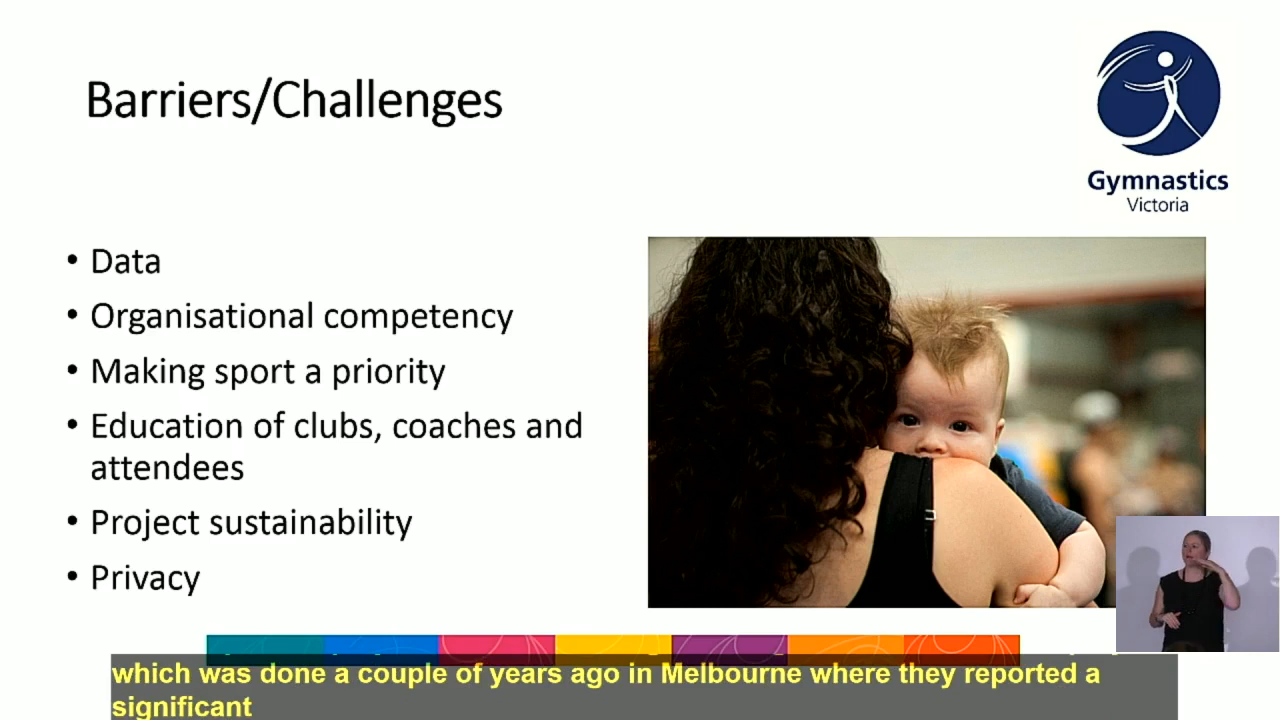 Barriers/Challenges
Gymnastics
Victoria
• Data
• Organisational competency
• Making sport a priority
• Education of clubs, coaches and
attendees
• Project sustainability
• Privacy
which was done a couple of years ago in Melbourne where they reported a
significant